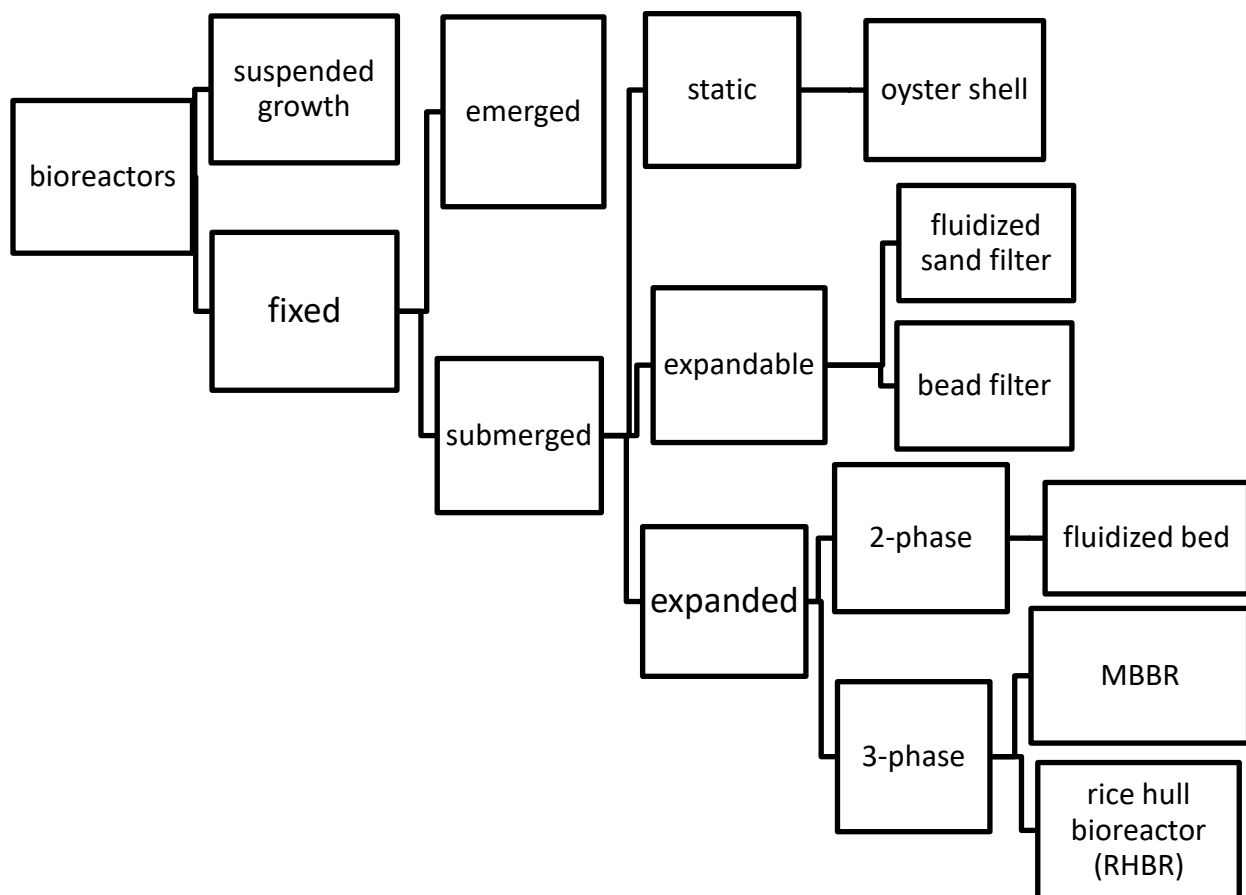 bioreactors
suspended
growth
fixed
emerged
submerged
static
expandable
expanded
oyster shell
fluidized
sand filter
bead filter
2-phase
3-phase
fluidized bed
MBBR
rice hull
bioreactor
(RHBR)